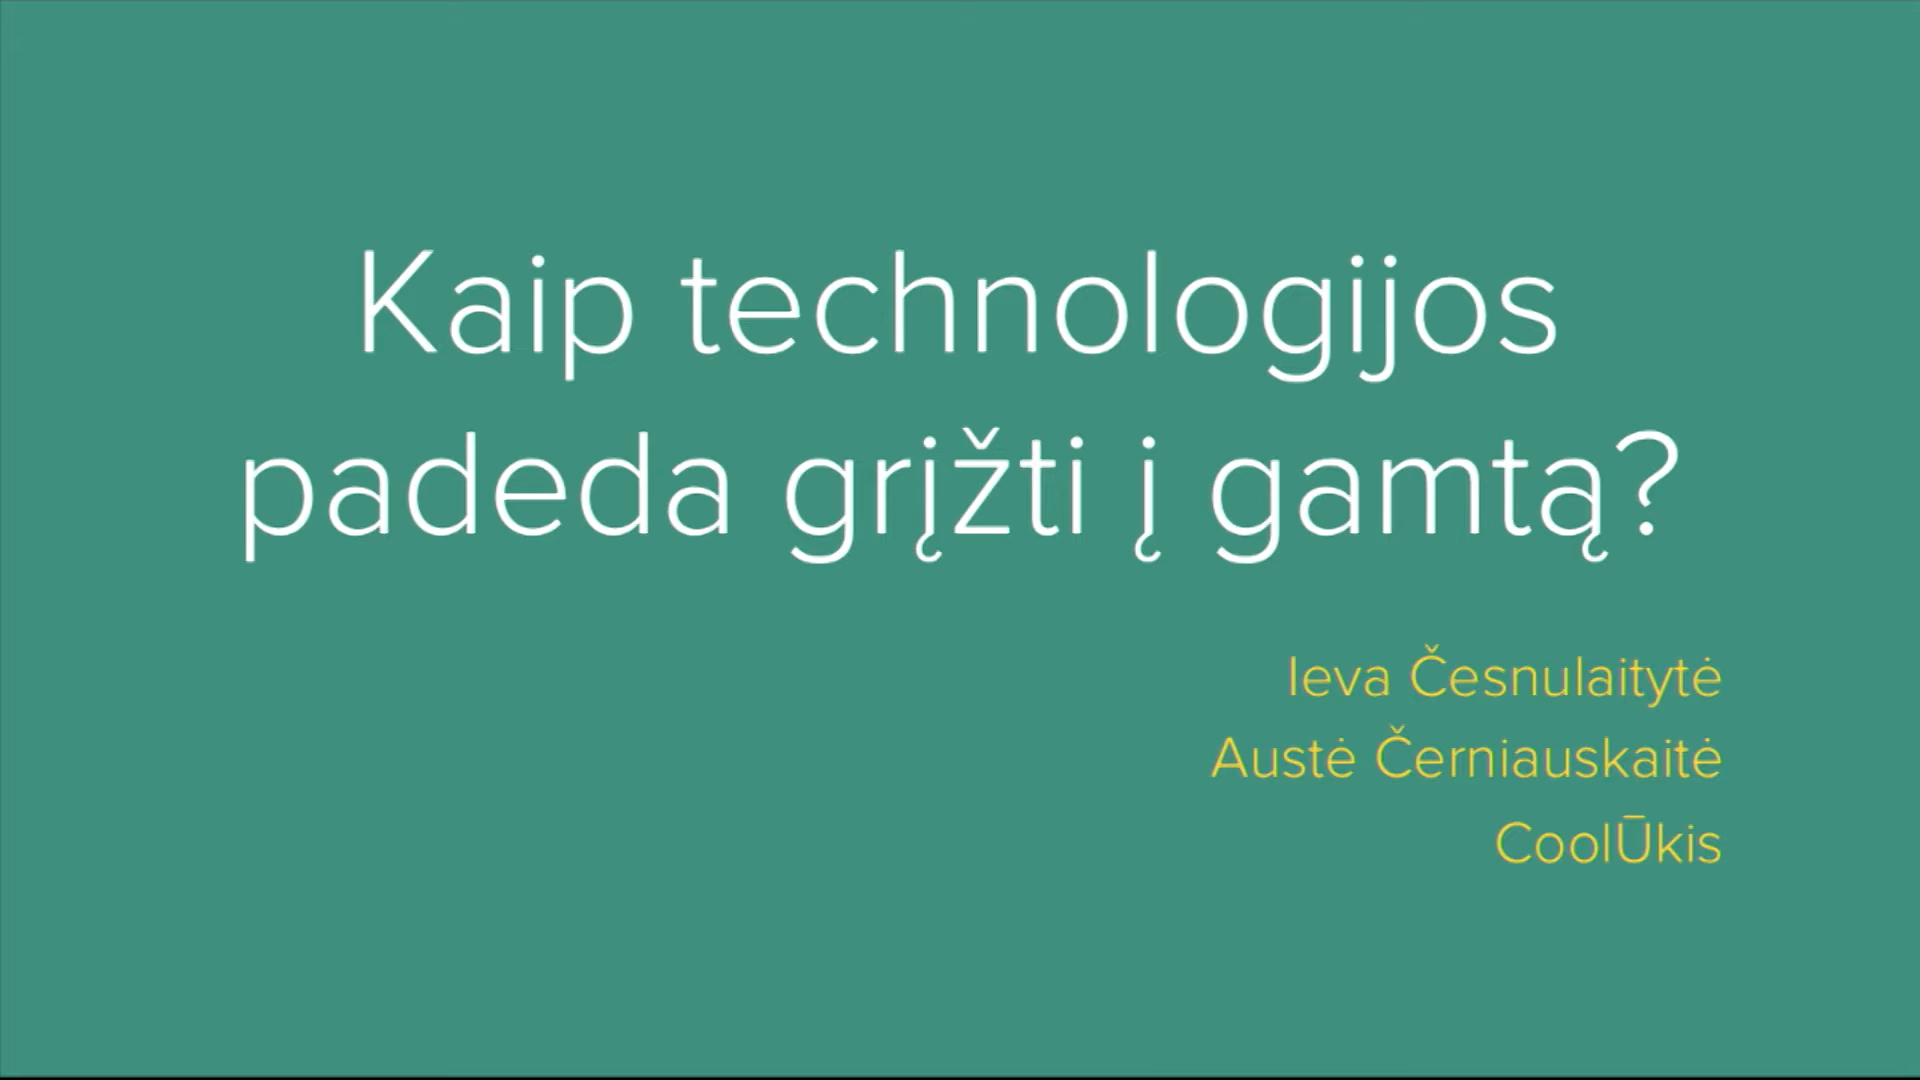 Kaip technologijos
padeda grįžti į gamtą?
Ieva Česnulaitytė
Austė Černiauskaitė
CoolŪkis